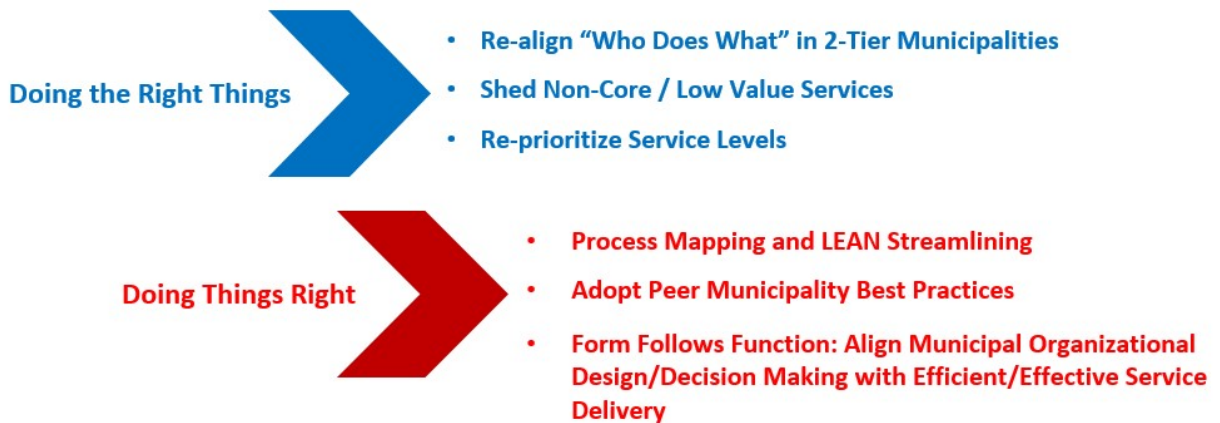 Doing the Right Things
• Re-align “Who Does What” in 2-Tier Municipalities
• Shed Non-Core / Low Value Services
• Re-prioritize Service Levels
Doing Things Right
• Process Mapping and LEAN Streamlining
• Adopt Peer Municipality Best Practices
• Form Follows Function: Align Municipal Organizational
Design/Decision Making with Efficient/Effective Service
Delivery